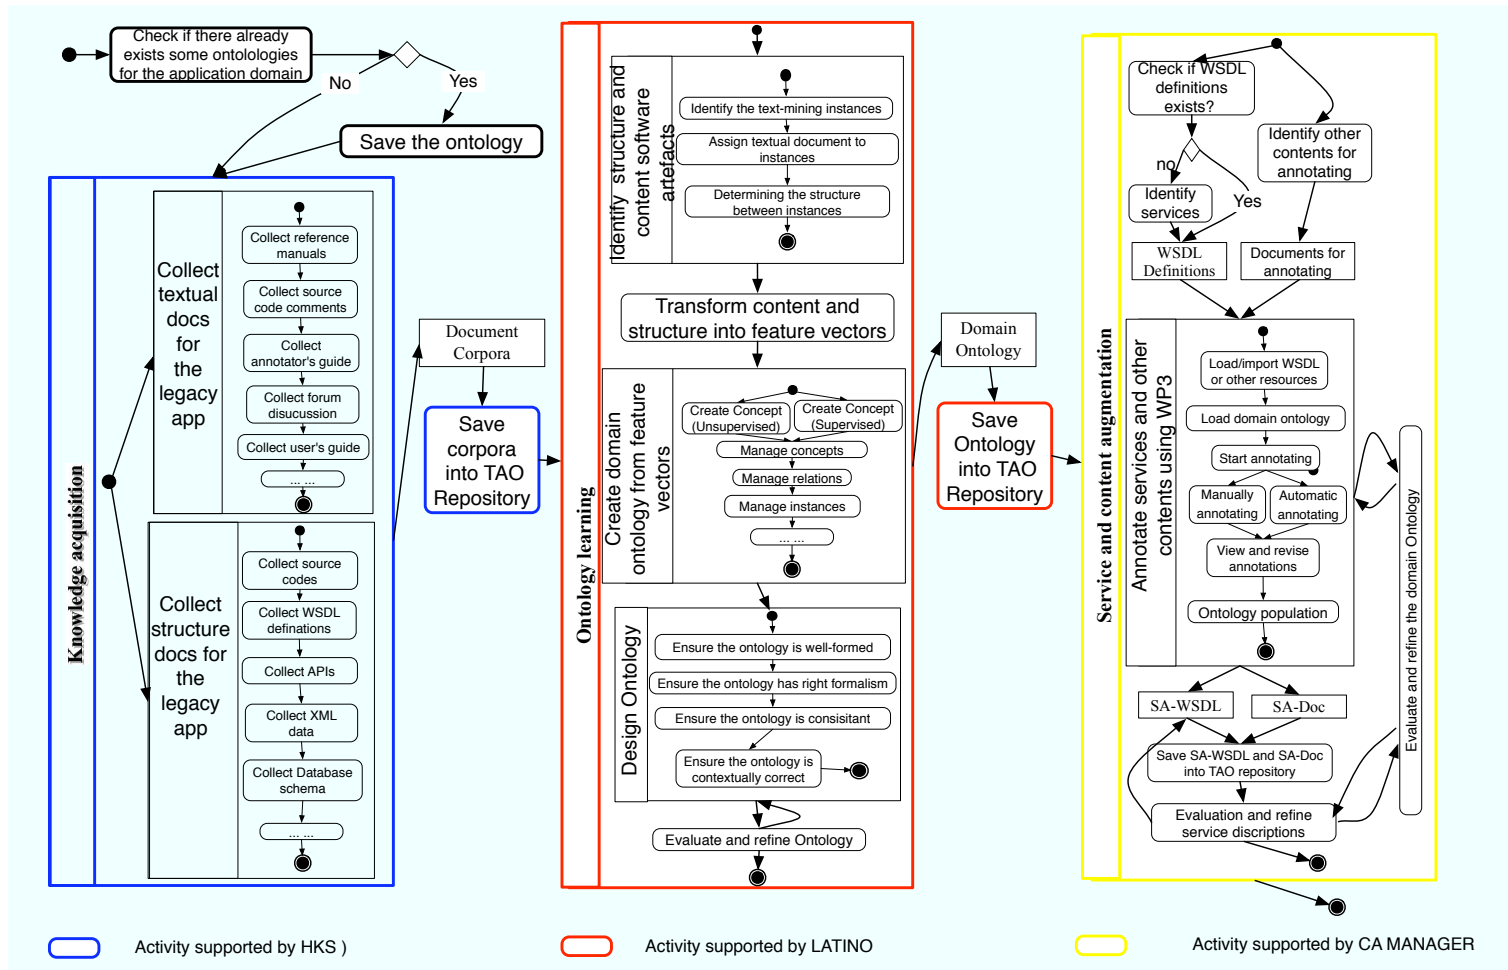 Check if there already
exists some ontologies
for the application domain
No
Yes
Save the ontology
Knowledge acquisition
Collect
textual
docs
for
the
legacy
app
Collect reference
manuals
Collect source
code comments
Collect
annotator's guide
Collect forum
disucussion
Collect user's guide
... ...
Collect
structure
docs for
the
legacy
app
Collect source
codes
Collect WSDL
definations
Collect APIs
Collect XML
data
Collect Database
schema
... ...
Document
Corpora
Save
corpora
into TAO
Repository
Ontology learning
Identify structure and
content software
artefacts
Identify the text-mining instances
Assign textual document to
instances
Determining the structure
between instances
Transform content and
structure into feature vectors
Create domain
ontology from feature
vectors
Create Concept
(Unsupervised)
Create Concept
(Supervised)
Manage concepts
Manage relations
Manage instances
... ...
Design Ontology
Ensure the ontology is well-formed
Ensure the ontology has right formalism
Ensure the ontology is consisitant
Ensure the ontology is
contextually correct
Evaluate and refine Ontology
Domain
Ontology
Save
Ontology
into TAO
Repository
Service and content augmentation
Check if WSDL
definitions
exists?
no
Yes
Identify
services
Identify other
contents for
annotating
WSDL
Definitions
Documents for
annotating
Annotate services and other
contents using WP3
Load/import WSDL
or other resources
Load domain ontology
Start annotating
Manually
annotating
Automatic
annotating
View and revise
annotations
Ontology population
Evaluate and refine the domain Ontology
SA-WSDL
SA-Doc
Save SA-WSDL and SA-Doc
into TAO repository
Evaluation and refine
service discriptions
Activity supported by HKS )
Activity supported by LATINO
Activity supported by CA MANAGER